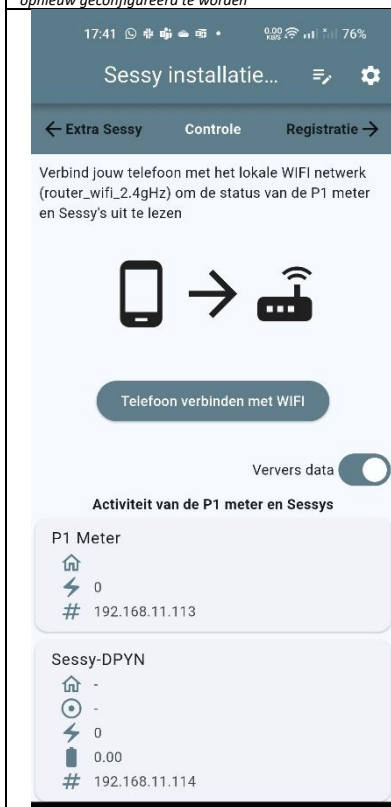 opnieuw geconfigureerd te worden
17:41 0.00 KB/S 76%
Sessy installatie...
← Extra Sessy Controle Registratie →
Verbind jouw telefoon met het lokale WIFI netwerk
(router_wifi_2.4gHz) om de status van de P1 meter
en Sessy's uit te lezen
Telefoon verbinden met WIFI
Ververs data
Activiteit van de P1 meter en Sessys
P1 Meter
0
# 192.168.11.113
Sessy-DPYN
-
-
0
0.00
# 192.168.11.114